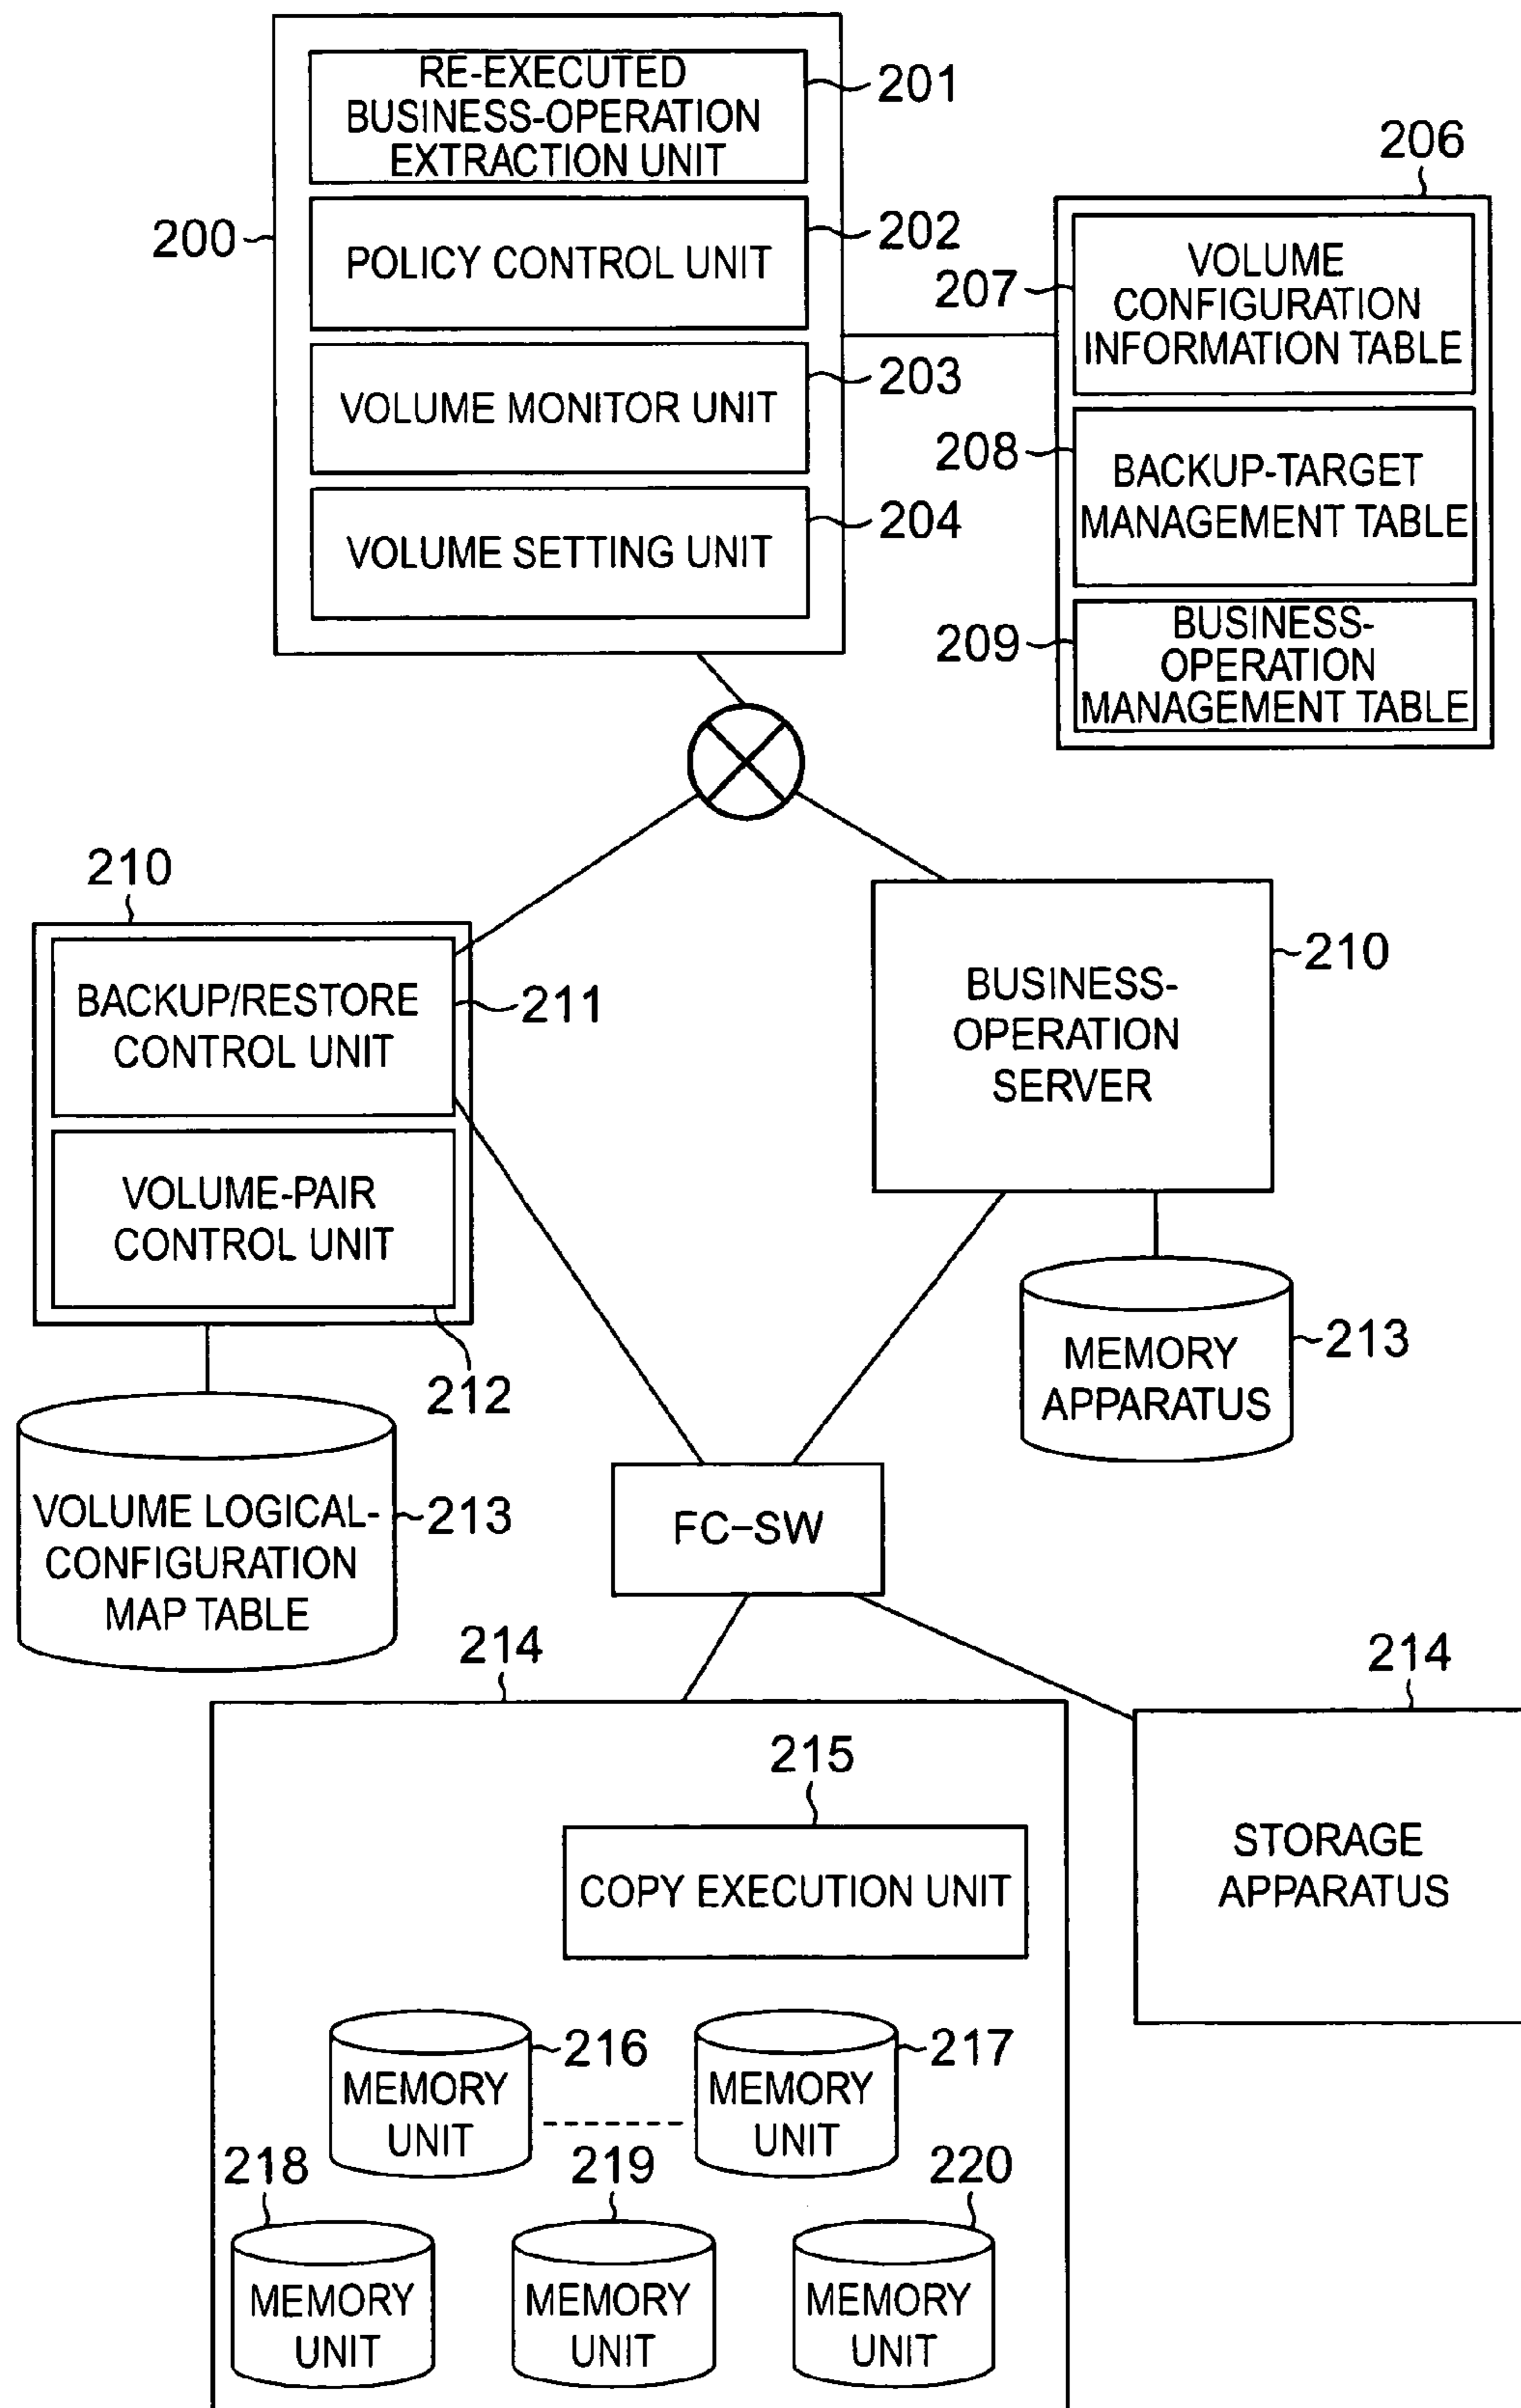 RE-EXECUTED
BUSINESS-OPERATION
EXTRACTION UNIT
201
200
POLICY CONTROL UNIT
202
VOLUME MONITOR UNIT
203
VOLUME SETTING UNIT
204
206
207
VOLUME
CONFIGURATION
INFORMATION TABLE
208
BACKUP-TARGET
MANAGEMENT TABLE
209
BUSINESS-
OPERATION
MANAGEMENT TABLE
210
BACKUP/RESTORE
CONTROL UNIT
211
VOLUME-PAIR
CONTROL UNIT
212
BUSINESS-
OPERATION
SERVER
210
MEMORY
APPARATUS
213
VOLUME LOGICAL-
CONFIGURATION
MAP TABLE
213
FC-SW
214
215
COPY EXECUTION UNIT
214
STORAGE
APPARATUS
MEMORY
UNIT
216
MEMORY
UNIT
217
218
MEMORY
UNIT
219
MEMORY
UNIT
220
MEMORY
UNIT